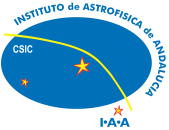 INSTITUTO de ASTROFISICA de ANDALUCIA
CSIC
I·A·A